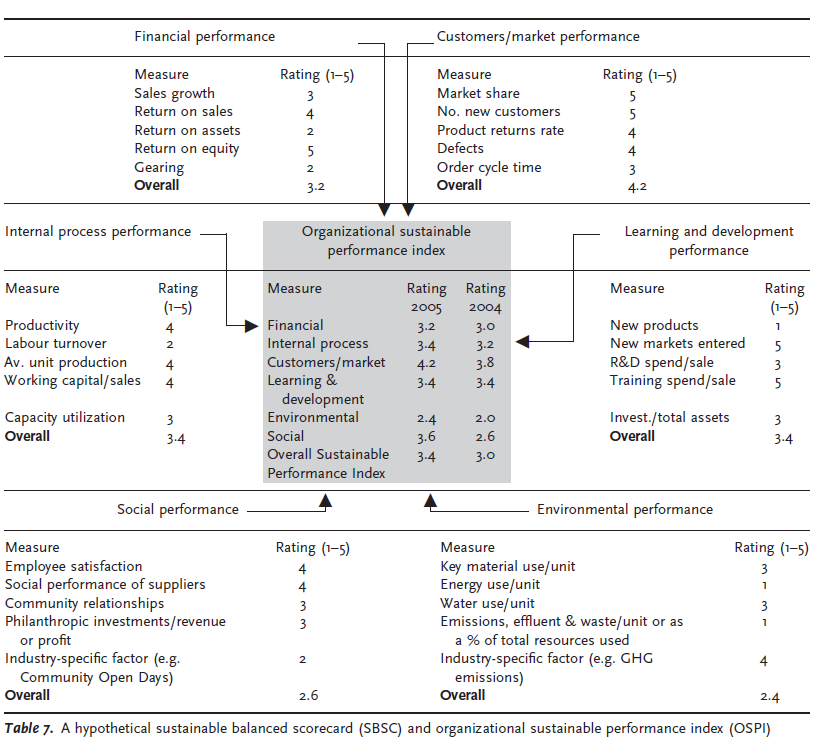 Financial performance
Customers/market performance
Measure Rating (1–5)
Sales growth 3
Return on sales 4
Return on assets 2
Return on equity 5
Gearing 2
Overall 3.2
Measure Rating (1–5)
Market share 5
No. new customers 5
Product returns rate 4
Defects 4
Order cycle time 3
Overall 4.2
Internal process performance
Measure Rating
(1–5)
Productivity 4
Labour turnover 2
Av. unit production 4
Working capital/sales 4
Capacity utilization 3
Overall 3.4
Organizational sustainable
performance index
Measure Rating Rating
2005 2004
Financial 3.2 3.0
Internal process 3.4 3.2
Customers/market 4.2 3.8
Learning & 3.4 3.4
development
Environmental 2.4 2.0
Social 3.6 2.6
Overall Sustainable 3.4 3.0
Performance Index
Learning and development
performance
Measure Rating
(1–5)
New products 1
New markets entered 5
R&D spend/sale 3
Training spend/sale 5
Invest./total assets 3
Overall 3.4
Social performance
Measure Rating (1–5)
Employee satisfaction 4
Social performance of suppliers 4
Community relationships 3
Philanthropic investments/revenue 3
or profit
Industry-specific factor (e.g. 2
Community Open Days)
Overall 2.6
Environmental performance
Measure Rating (1–5)
Key material use/unit 3
Energy use/unit 1
Water use/unit 3
Emissions, effluent & waste/unit or as 1
a % of total resources used
Industry-specific factor (e.g. GHG 4
emissions)
Overall 2.4
Table 7. A hypothetical sustainable balanced scorecard (SBSC) and organizational sustainable performance index (OSPI)